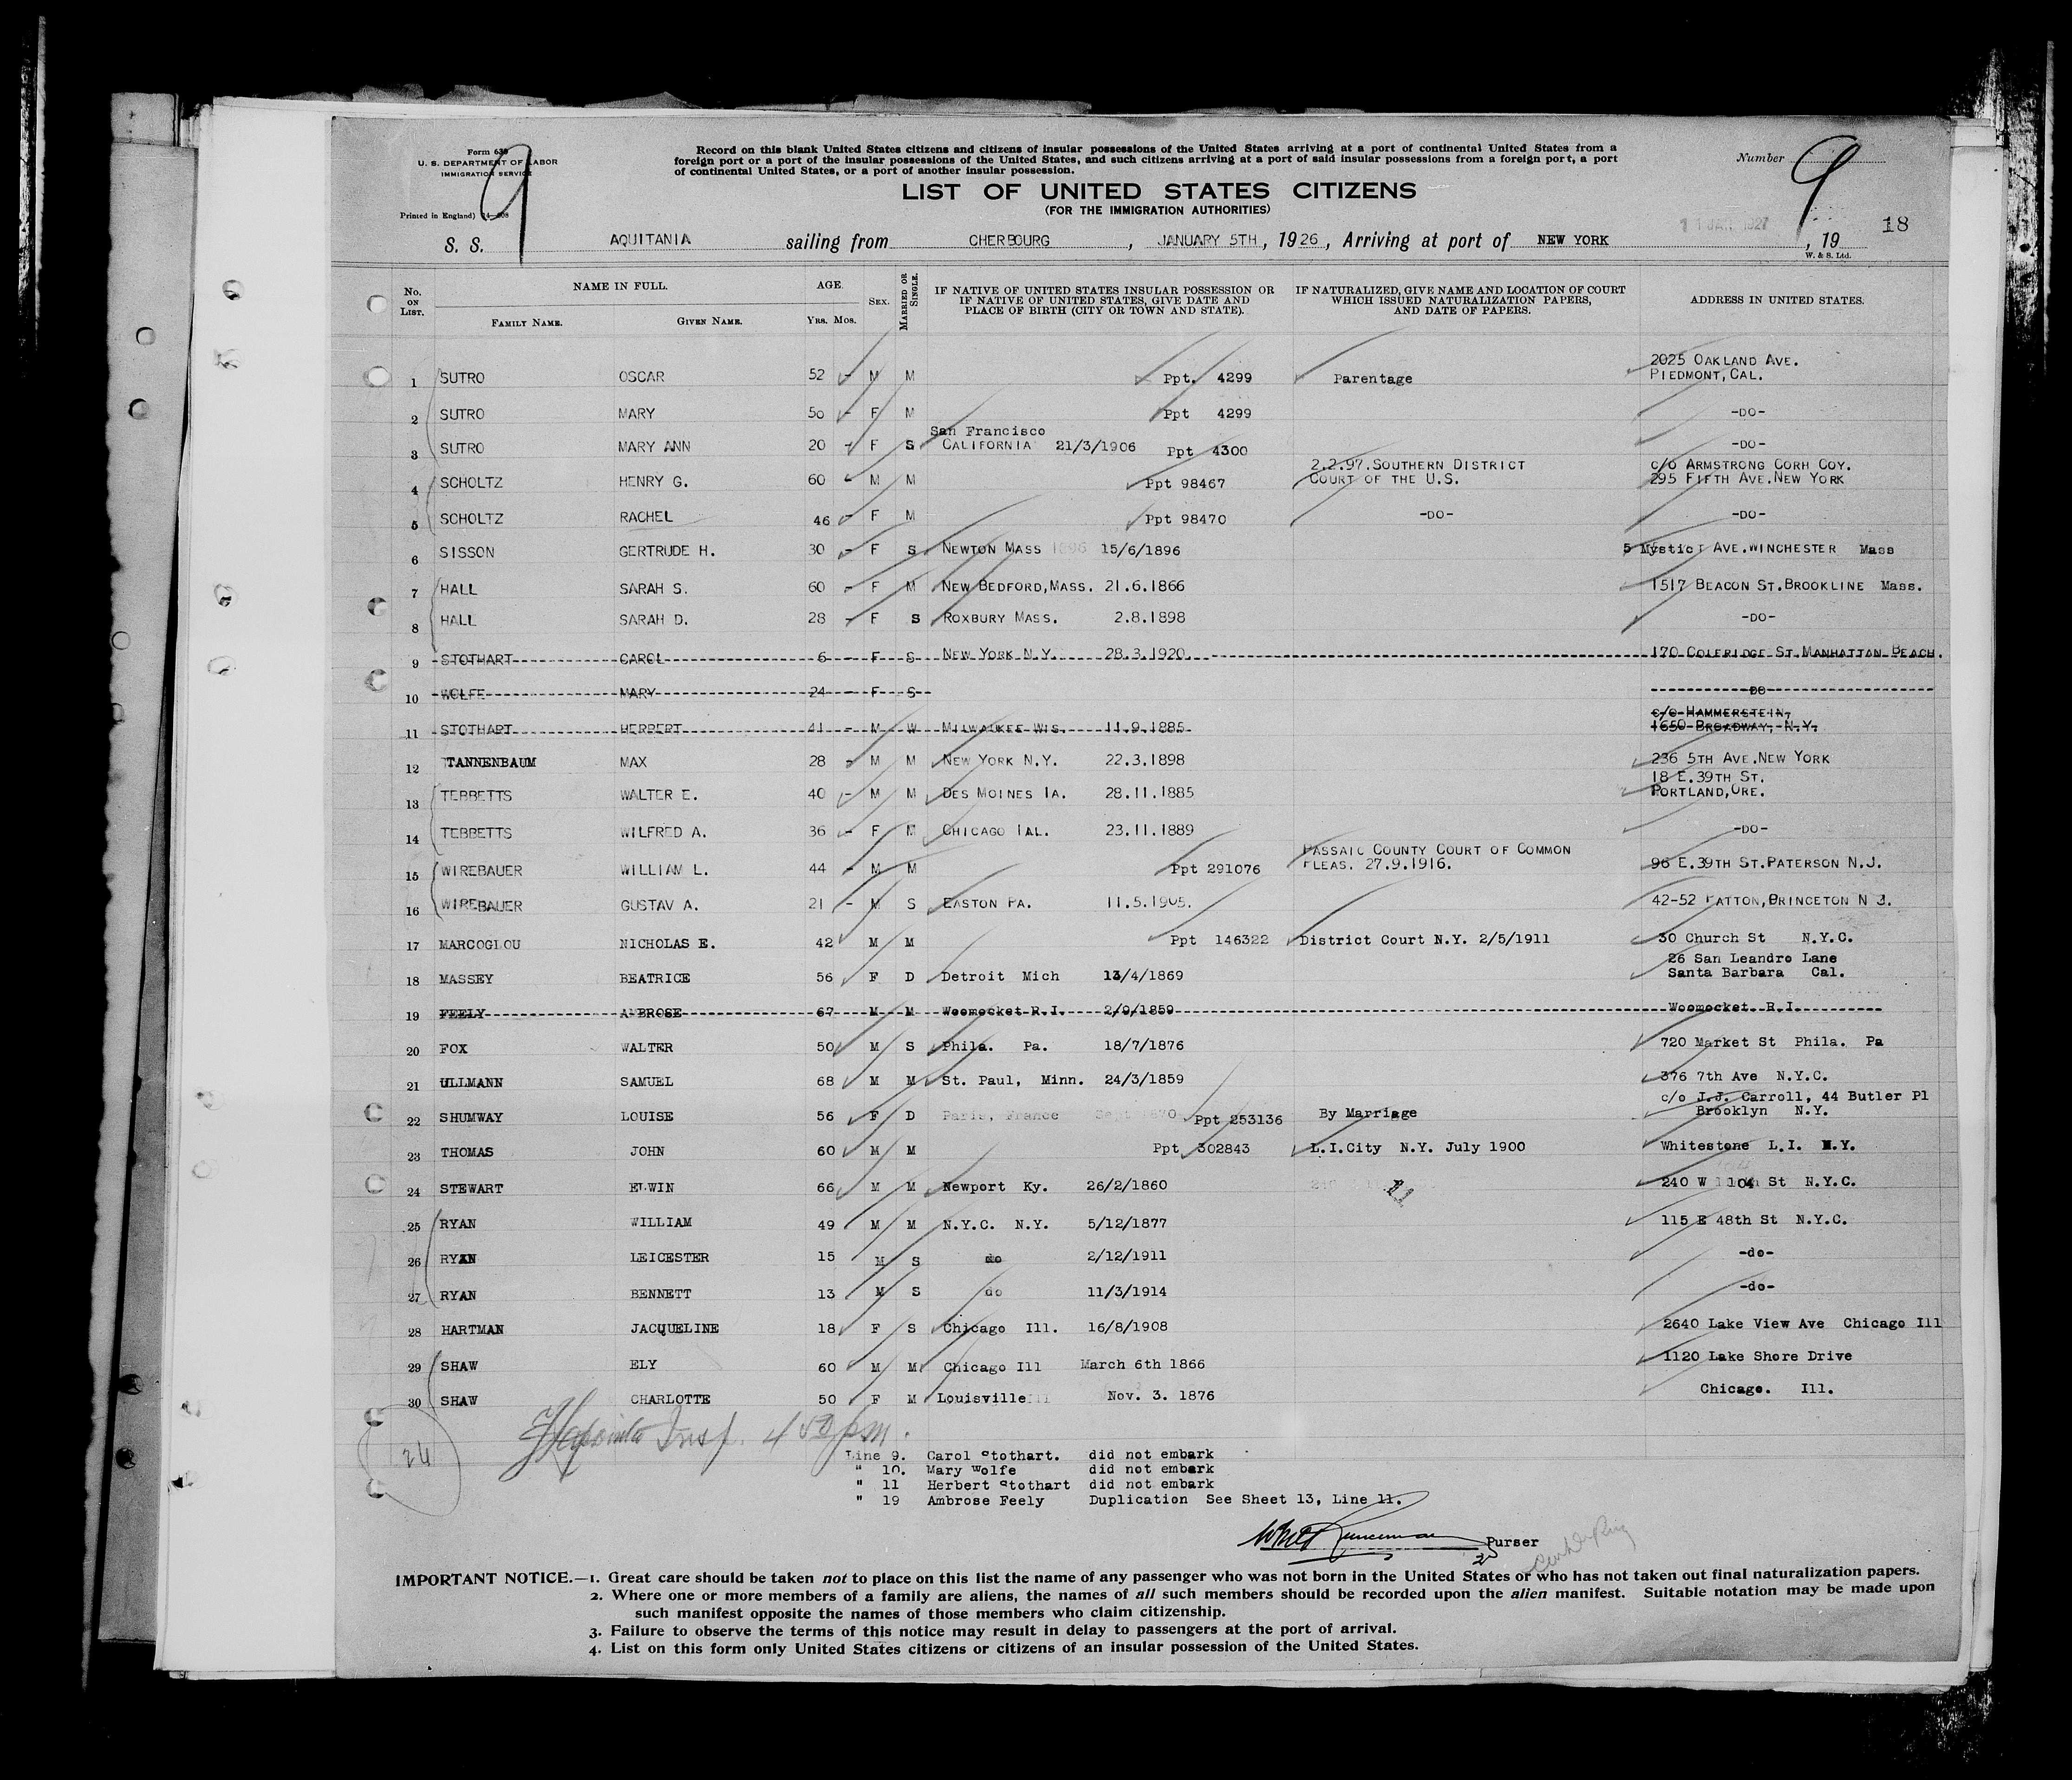 Form 630
U. S. DEPARTMENT OF LABOR
IMMIGRATION SERVICE
Printed in England)
Record on this blank United States citizens and citizens of insular possessions of the United States arriving at a port of continental United States from a
foreign port or a port of the insular possessions of the United States, and such citizens arriving at a port of said insular possessions from a foreign port, a port
of continental United States, or a port of another insular possession.
Number 9
9
LIST OF UNITED STATES CITIZENS
(FOR THE IMMIGRATION AUTHORITIES)
11 JAN 1927
18
S. S. AQUITANIA sailing from CHERBOURG, JANUARY 5TH, 1926, Arriving at port of NEW YORK, 19
W. & S. Ltd.
No. ON LIST. NAME IN FULL. FAMILY NAME. GIVEN NAME. AGE. YRS. MOS. SEX. MARRIED OR SINGLE. IF NATIVE OF UNITED STATES INSULAR POSSESSION OR IF NATIVE OF UNITED STATES, GIVE DATE AND PLACE OF BIRTH (CITY OR TOWN AND STATE). IF NATURALIZED, GIVE NAME AND LOCATION OF COURT WHICH ISSUED NATURALIZATION PAPERS, AND DATE OF PAPERS. ADDRESS IN UNITED STATES.
1 SUTRO OSCAR 52 - M M Ppt. 4299 Parentage 2025 OAKLAND AVE. PIEDMONT, CAL.
2 SUTRO MARY 50 - F M Ppt 4299 -DO-
3 SUTRO MARY ANN 20 - F S San Francisco CALIFORNIA 21/3/1906 Ppt 4300 -DO-
4 SCHOLTZ HENRY G. 60 - M M Ppt 98467 2.2.97.SOUTHERN DISTRICT COURT OF THE U.S. c/o ARMSTRONG CORH COY. 295 FIFTH AVE.NEW YORK
5 SCHOLTZ RACHEL 46 - F M Ppt 98470 -DO- -DO-
6 SISSON GERTRUDE H. 30 - F S NEWTON MASS 15/6/1896 5 Mystic AVE.WINCHESTER Mass
7 HALL SARAH S. 60 - F M NEW BEDFORD,MASS. 21.6.1866 1517 BEACON ST.BROOKLINE Mass.
8 HALL SARAH D. 28 - F S ROXBURY MASS. 2.8.1898 -DO-
9 STOTHART CAROL 6 - F S NEW YORK N.Y. 28.3.1920. 170 COLERIDGE ST.MANHATTAN BEACH.
10 WOLFE MARY 24 - F S -DO-
11 STOTHART HERBERT 41 - M W MILWAUKEE WIS. 11.9.1885 c/o HAMMERSTEIN, 1650 BROADWAY, N.Y.
12 TANNENBAUM MAX 28 - M M NEW YORK N.Y. 22.3.1898 236 5TH AVE.NEW YORK
13 TEBBETTS WALTER E. 40 - M M DES MOINES IA. 28.11.1885 18 E.39TH ST. PORTLAND,ORE.
14 TEBBETTS WILFRED A. 36 - F M CHICAGO IAL. 23.11.1889 -DO-
15 WIREBAUER WILLIAM L. 44 - M M Ppt 291076 PASSAIC COUNTY COURT OF COMMON PLEAS. 27.9.1916. 96 E.39TH ST.PATERSON N.J.
16 WIREBAUER GUSTAV A. 21 - M S EASTON PA. 11.5.1905. 42-52 PATTON,PRINCETON N J.
17 MARCOGLOU NICHOLAS E. 42 M M Ppt 146322 District Court N.Y. 2/5/1911 30 Church St N.Y.C.
18 MASSEY BEATRICE 56 F D Detroit Mich 13/4/1869 26 San Leandro Lane Santa Barbara Cal.
19 FEELY AMBROSE 67 M M Woomocket R.I. 2/9/1859 Woomocket R.I.
20 FOX WALTER 50 M S Phila. Pa. 18/7/1876 720 Market St Phila. Pa
21 ULLMANN SAMUEL 68 M M St. Paul, Minn. 24/3/1859 376 7th Ave N.Y.C.
22 SHUMWAY LOUISE 56 F D Paris, France Ppt 253136 By Marriage c/o J.J. Carroll, 44 Butler Pl Brooklyn N.Y.
23 THOMAS JOHN 60 M M Ppt 302843 L.I.City N.Y. July 1900 Whitestone L.I. N.Y.
24 STEWART ELWIN 66 M M Newport Ky. 26/2/1860 11 240 W 104 St N.Y.C.
25 RYAN WILLIAM 49 M M N.Y.C. N.Y. 5/12/1877 115 E 48th St N.Y.C.
26 RYAN LEICESTER 15 M S do 2/12/1911 -do-
27 RYAN BENNETT 13 M S do 11/3/1914 -do-
28 HARTMAN JACQUELINE 18 F S Chicago Ill. 16/8/1908 2640 Lake View Ave Chicago Ill
29 SHAW ELY 60 M M Chicago Ill March 6th 1866 1120 Lake Shore Drive
30 SHAW CHARLOTTE 50 F M Louisville Nov. 3. 1876 Chicago. Ill.
24
Insp. 4 50 pm.
Line 9. Carol Stothart. did not embark
" 10. Mary Wolfe did not embark
" 11 Herbert Stothart did not embark
" 19 Ambrose Feely Duplication See Sheet 13, Line 11.
Purser
IMPORTANT NOTICE.—1. Great care should be taken not to place on this list the name of any passenger who was not born in the United States or who has not taken out final naturalization papers.
2. Where one or more members of a family are aliens, the names of all such members should be recorded upon the alien manifest. Suitable notation may be made upon
such manifest opposite the names of those members who claim citizenship.
3. Failure to observe the terms of this notice may result in delay to passengers at the port of arrival.
4. List on this form only United States citizens or citizens of an insular possession of the United States.